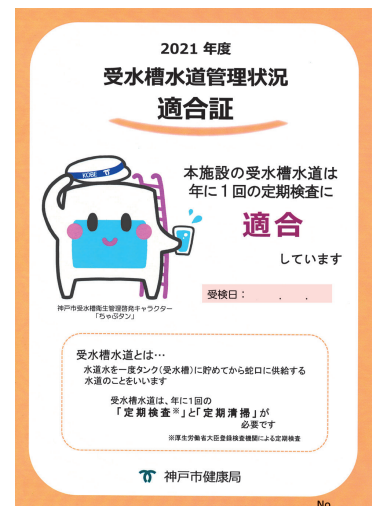 2021 年度
受水槽水道管理状況
適合証
KOBE
本施設の受水槽水道は
年に1回の定期検査に
適合
しています
受検日： . .
神戸市受水槽衛生管理啓発キャラクター
「ちゃぷタン」
受水槽水道とは…
水道水を一度タンク(受水槽)に貯めてから蛇口に供給する
水道のことをいいます
受水槽水道は、年に1回の
「定期検査※」と「定期清掃」が
必要です
※厚生労働省大臣登録検査機関による定期検査
神戸市健康局
No.